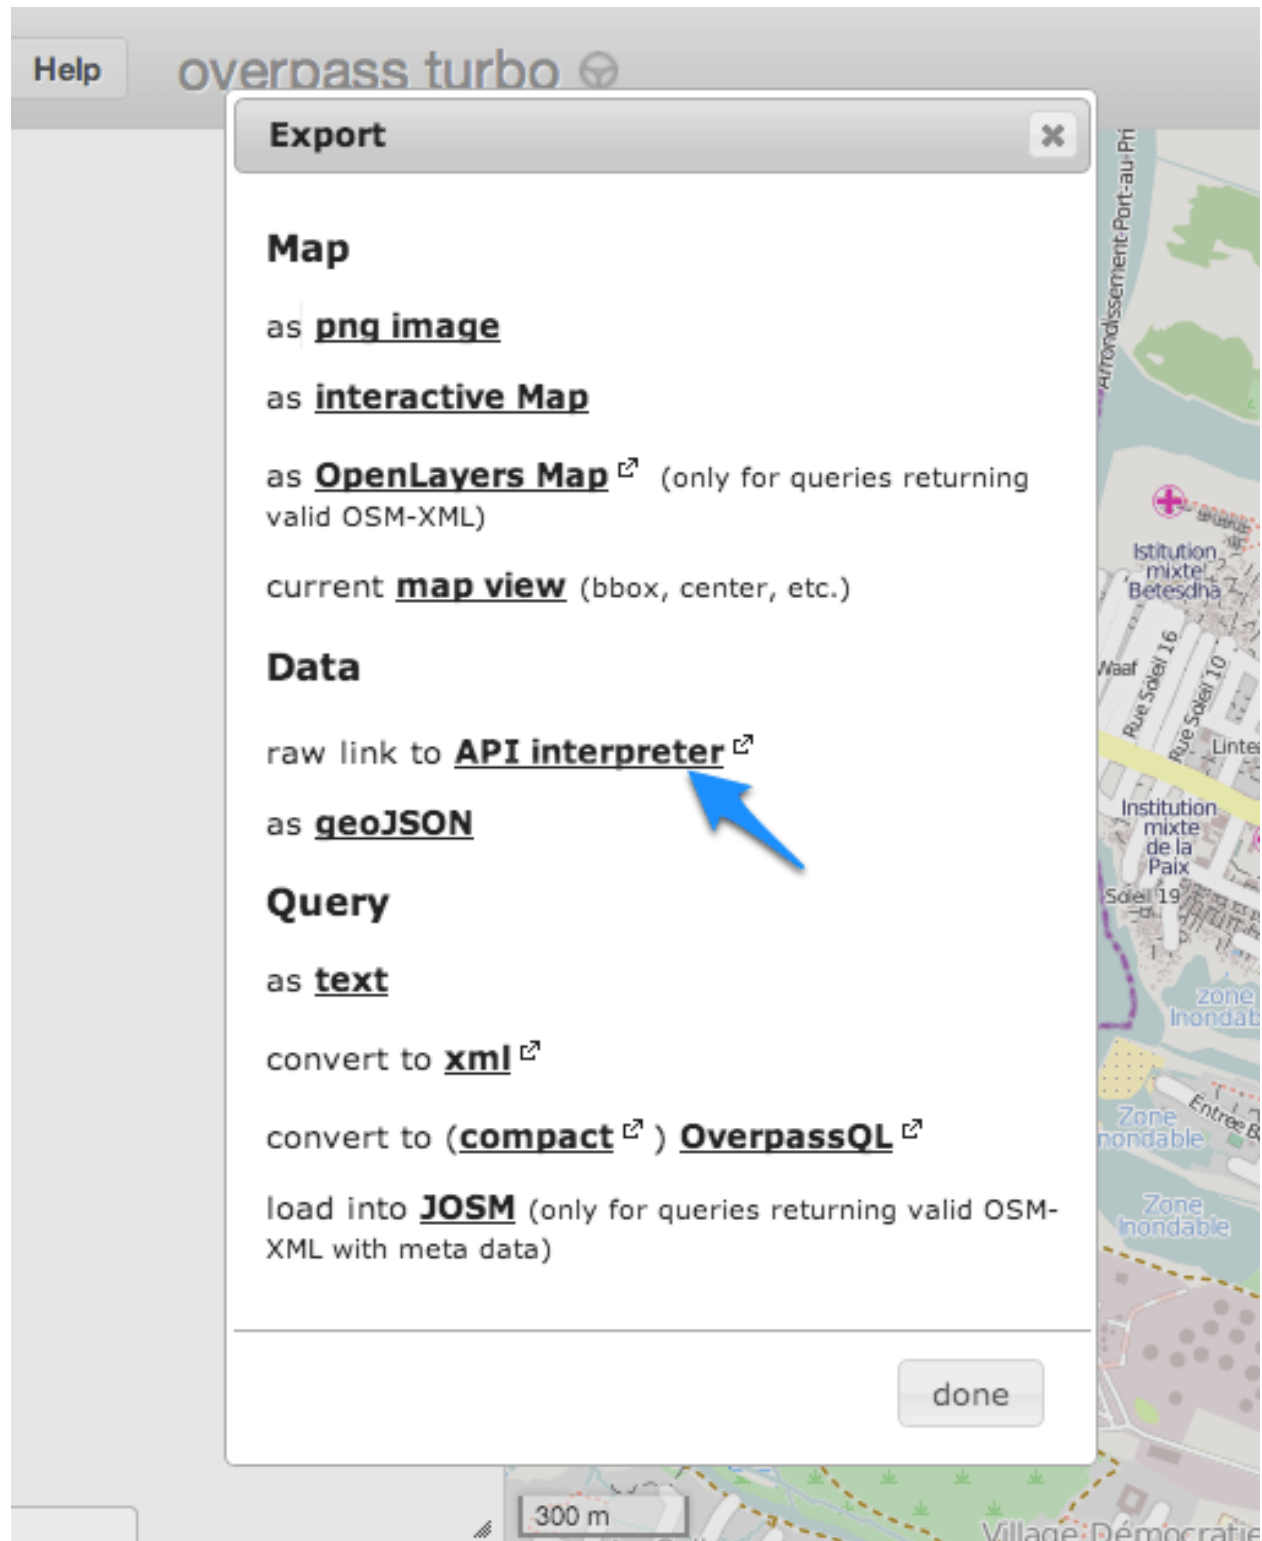 Help
overpass turbo
Export
Map
as png image
as interactive Map
as OpenLayers Map (only for queries returning
valid OSM-XML)
current map view (bbox, center, etc.)
Data
raw link to API interpreter
as geoJSON
Query
as text
convert to xml
convert to (compact) OverpassQL
load into JOSM (only for queries returning valid OSM-
XML with meta data)
done
300 m
Arrondissement Port-au-Pri
Istitution
mixte
Betesdha
Waaf
Rue Soleil 16
Rue Soleil 10
Lintea
Institution
mixte
de la
Paix
Soleil 19
zone
Inondab
Zone
nondable
Entree B
Zone
Inondable
Village Démocratie